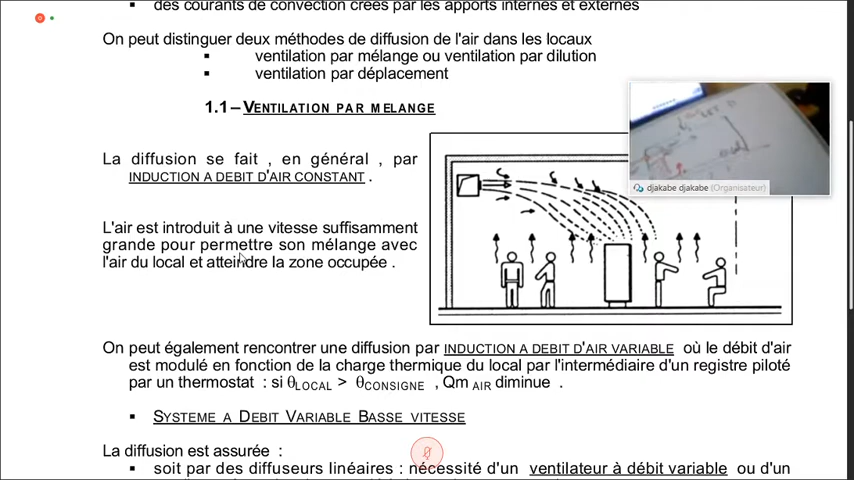 des courants de convection créés par les apports internes et externes
On peut distinguer deux méthodes de diffusion de l'air dans les locaux
▪ ventilation par mélange ou ventilation par dilution
▪ ventilation par déplacement
1.1 – VENTILATION PAR MELANGE
La diffusion se fait , en général , par
INDUCTION A DEBIT D'AIR CONSTANT .
L'air est introduit à une vitesse suffisamment
grande pour permettre son mélange avec
l'air du local et atteindre la zone occupée .
djakabe djakabe (Organisateur)
On peut également rencontrer une diffusion par INDUCTION A DEBIT D'AIR VARIABLE où le débit d'air
est modulé en fonction de la charge thermique du local par l'intermédiaire d'un registre piloté
par un thermostat : si θLOCAL > θCONSIGNE , Qm AIR diminue .
▪ SYSTEME A DEBIT VARIABLE BASSE VITESSE
La diffusion est assurée :
▪ soit par des diffuseurs linéaires : nécessité d'un ventilateur à débit variable ou d'un